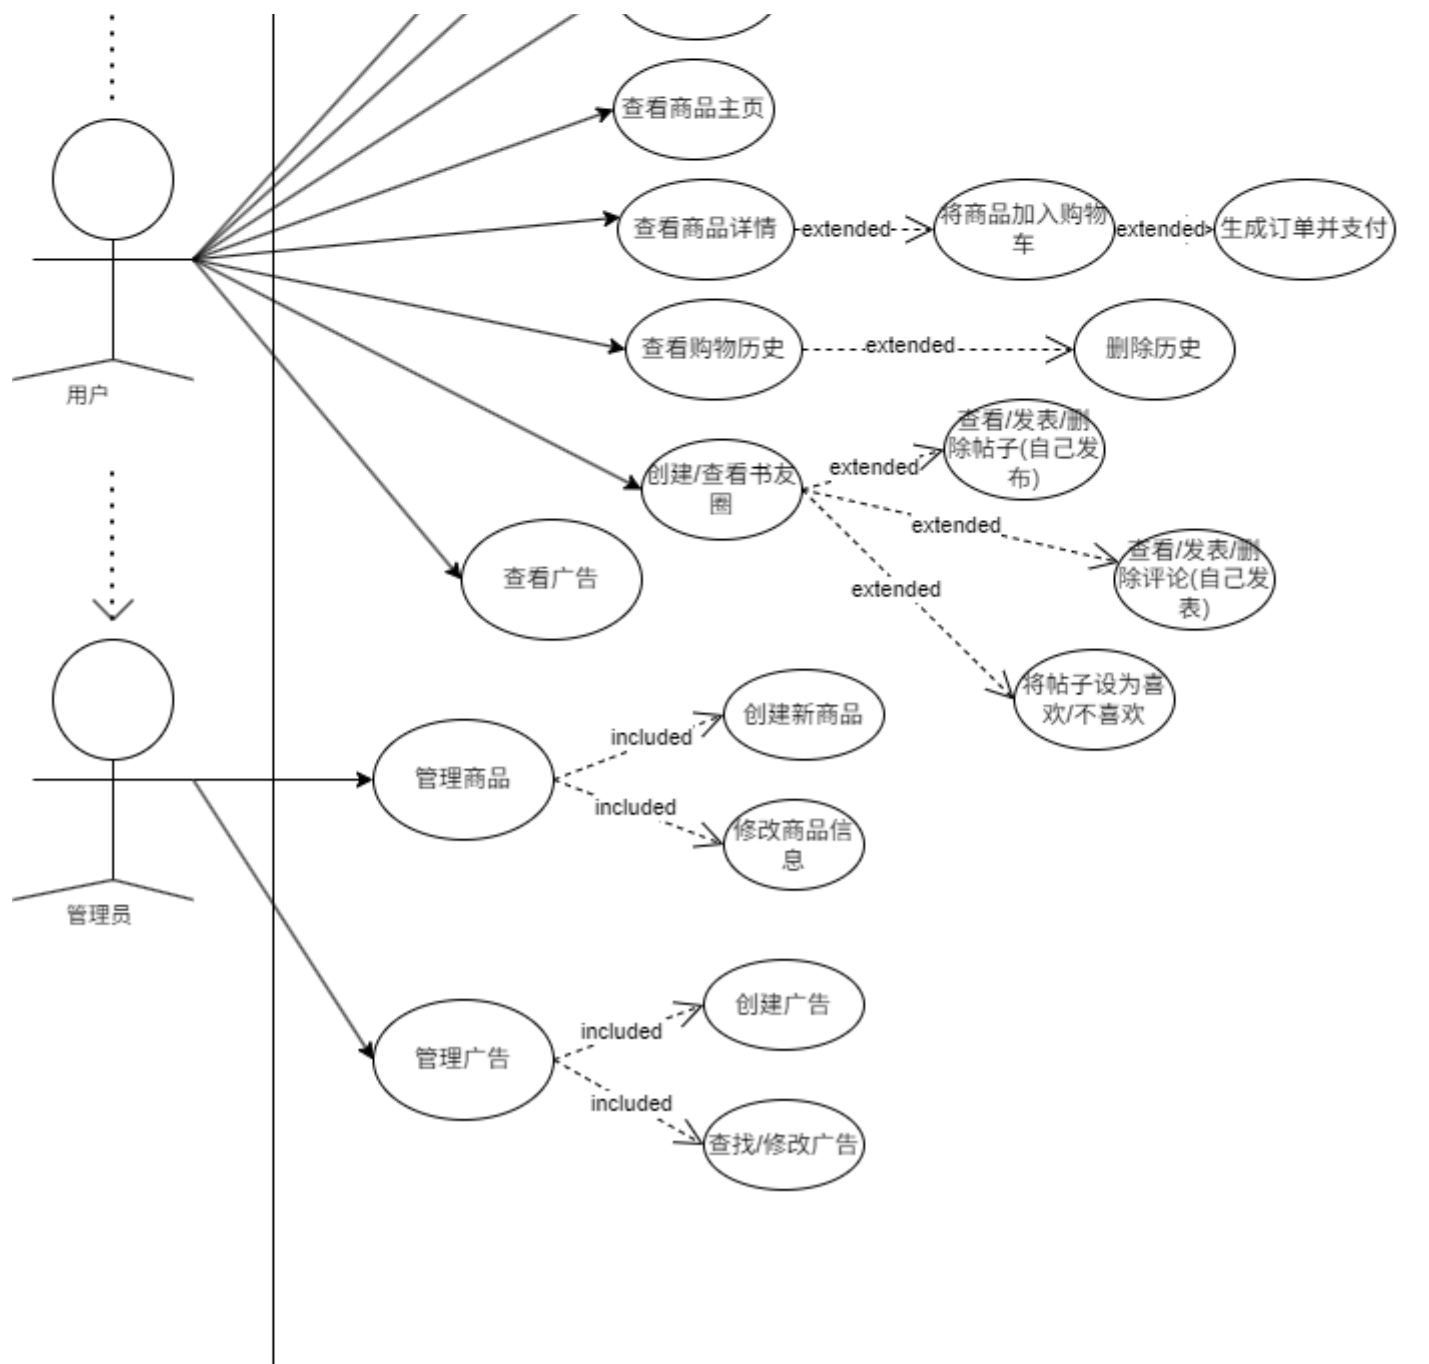 查看商品主页
查看商品详情
extended
将商品加入购物
车
extended
生成订单并支付
查看购物历史
extended
删除历史
用户
创建/查看书友
圈
extended
查看/发表/删
除帖子(自己发
布)
extended
查看/发表/删
除评论(自己发
表)
extended
将帖子设为喜
欢/不喜欢
查看广告
管理员
管理商品
included
创建新商品
included
修改商品信
息
管理广告
included
创建广告
included
查找/修改广告